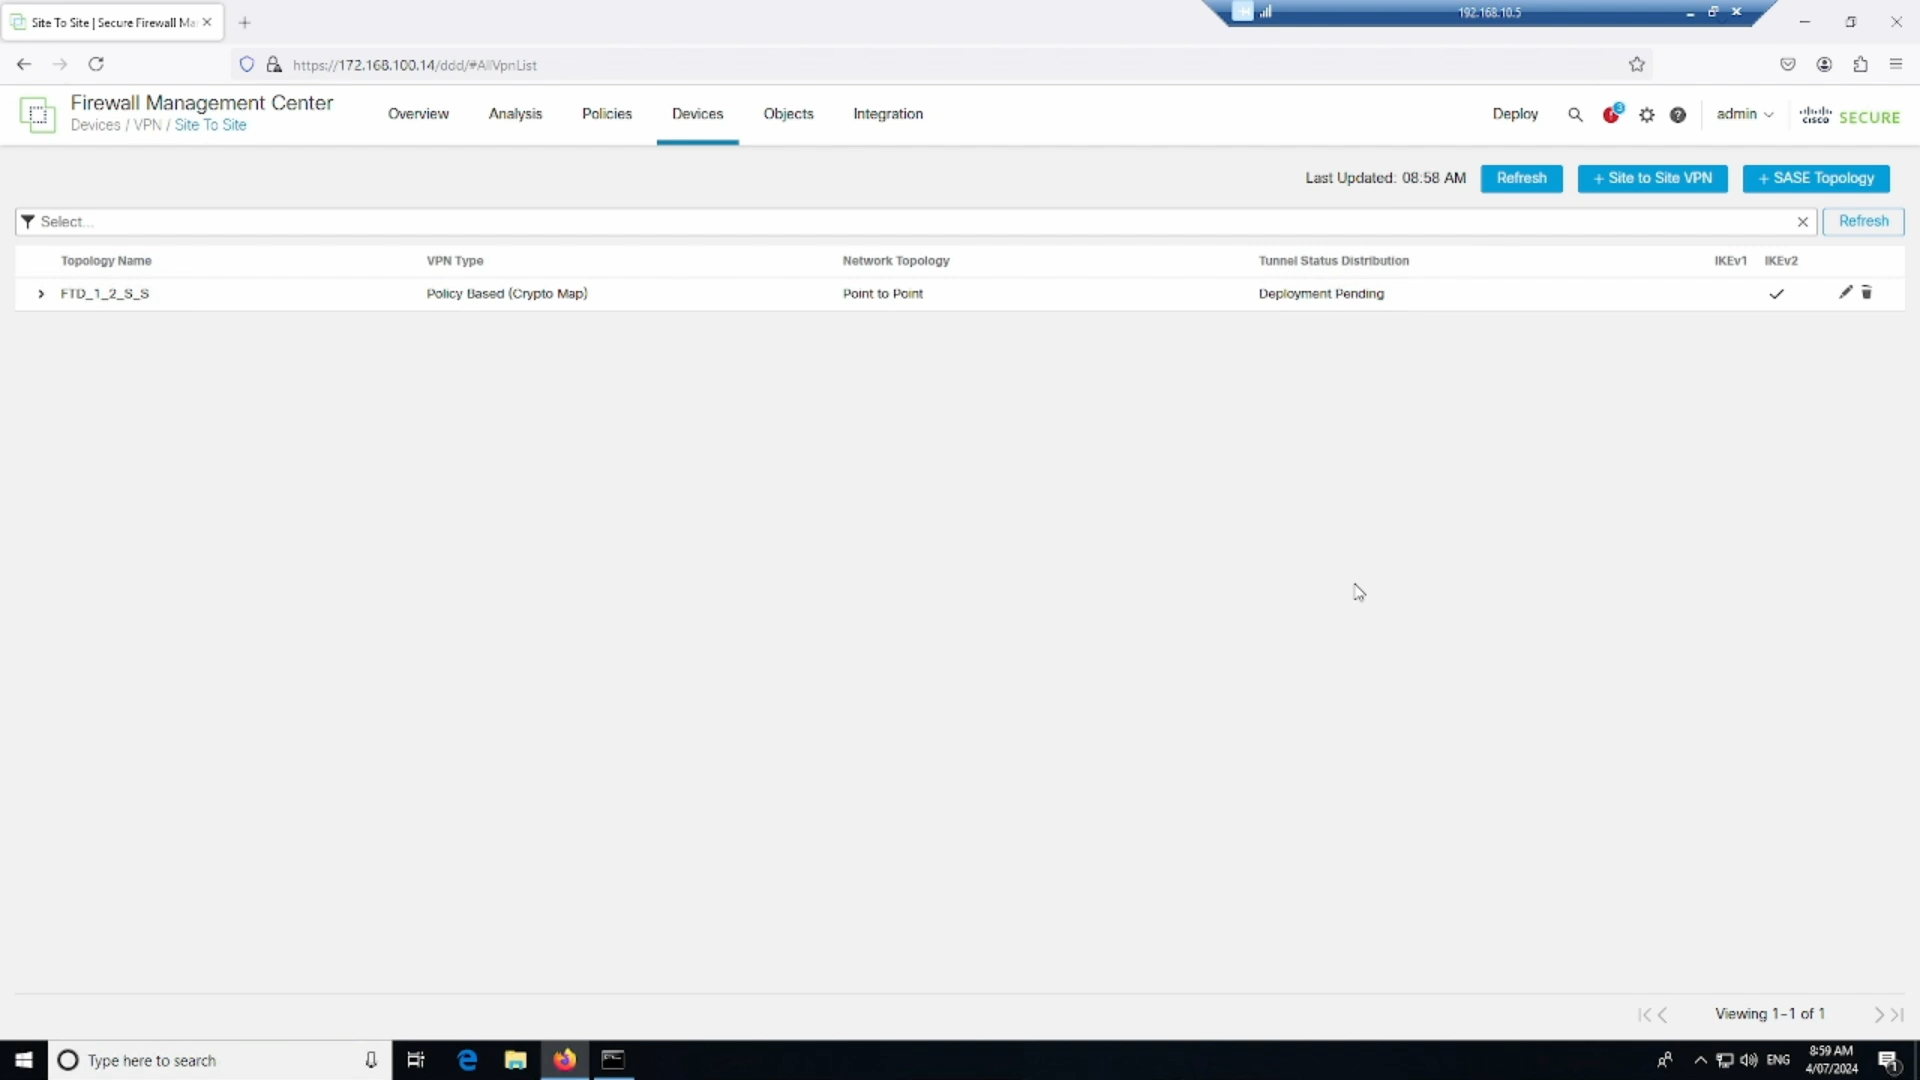 Site To Site | Secure Firewall Ma
192.168.10.5
https://172.168.100.14/ddd/#AllVpnList
Firewall Management Center
Devices / VPN / Site To Site
Overview
Analysis
Policies
Devices
Objects
Integration
Deploy
3
admin
cisco SECURE
Last Updated: 08:58 AM
Refresh
+ Site to Site VPN
+ SASE Topology
Select...
Refresh
Topology Name
VPN Type
Network Topology
Tunnel Status Distribution
IKEv1
IKEv2
FTD_1_2_S_S
Policy Based (Crypto Map)
Point to Point
Deployment Pending
Viewing 1-1 of 1
Type here to search
ENG
8:59 AM
4/07/2024
1